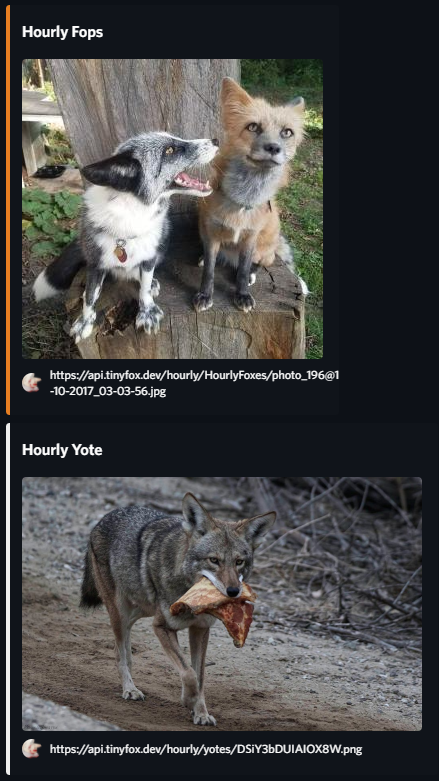 Hourly Fops
https://api.tinyfox.dev/hourly/HourlyFoxes/photo_196@1
-10-2017_03-03-56.jpg
Hourly Yote
https://api.tinyfox.dev/hourly/yotes/DSiY3bDUIAIOX8W.png